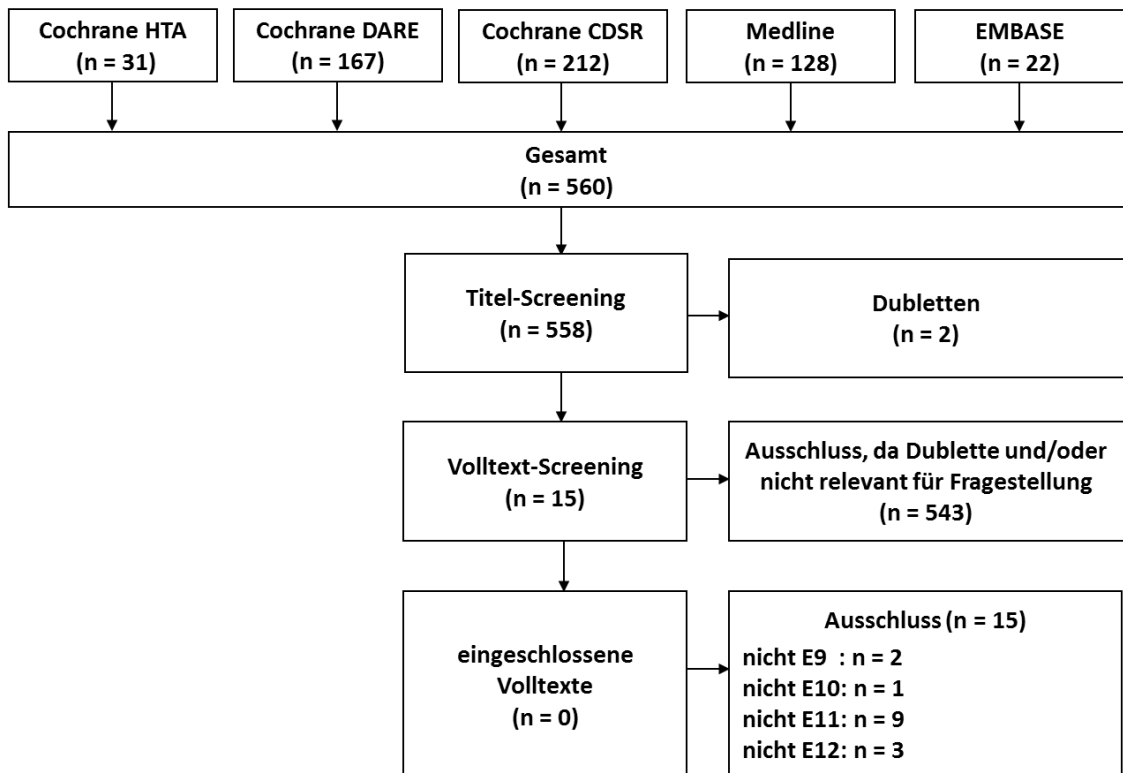 Cochrane HTA
(n = 31)
Cochrane DARE
(n = 167)
Cochrane CDSR
(n = 212)
Medline
(n = 128)
EMBASE
(n = 22)
Gesamt
(n = 560)
Titel-Screening
(n = 558)
Dubletten
(n = 2)
Volltext-Screening
(n = 15)
Ausschluss, da Dublette und/oder
nicht relevant für Fragestellung
(n = 543)
eingeschlossene
Volltexte
(n = 0)
Ausschluss (n = 15)
nicht E9 : n = 2
nicht E10: n = 1
nicht E11: n = 9
nicht E12: n = 3